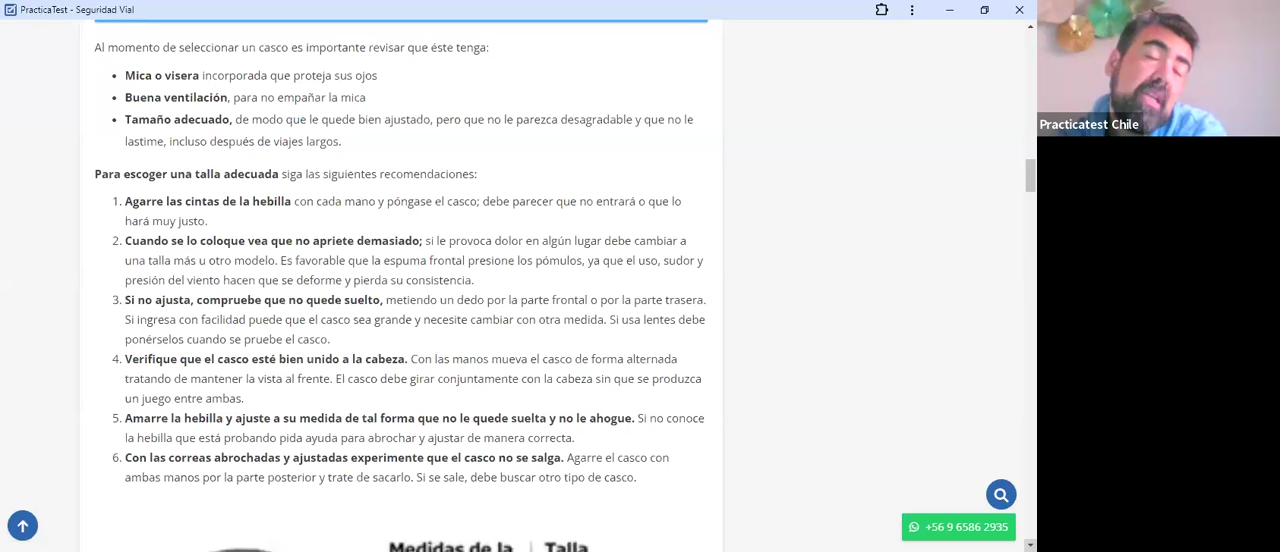 PracticaTest - Seguridad Vial
Al momento de seleccionar un casco es importante revisar que éste tenga:
• Mica o visera incorporada que proteja sus ojos
• Buena ventilación, para no empañar la mica
• Tamaño adecuado, de modo que le quede bien ajustado, pero que no le parezca desagradable y que no le
lastime, incluso después de viajes largos.
Para escoger una talla adecuada siga las siguientes recomendaciones:
1. Agarre las cintas de la hebilla con cada mano y póngase el casco; debe parecer que no entrará o que lo
hará muy justo.
2. Cuando se lo coloque vea que no apriete demasiado; si le provoca dolor en algún lugar debe cambiar a
una talla más u otro modelo. Es favorable que la espuma frontal presione los pómulos, ya que el uso, sudor y
presión del viento hacen que se deforme y pierda su consistencia.
3. Si no ajusta, compruebe que no quede suelto, metiendo un dedo por la parte frontal o por la parte trasera.
Si ingresa con facilidad puede que el casco sea grande y necesite cambiar con otra medida. Si usa lentes debe
ponérselos cuando se pruebe el casco.
4. Verifique que el casco esté bien unido a la cabeza. Con las manos mueva el casco de forma alternada
tratando de mantener la vista al frente. El casco debe girar conjuntamente con la cabeza sin que se produzca
un juego entre ambas.
5. Amarre la hebilla y ajuste a su medida de tal forma que no le quede suelta y no le ahogue. Si no conoce
la hebilla que está probando pida ayuda para abrochar y ajustar de manera correcta.
6. Con las correas abrochadas y ajustadas experimente que el casco no se salga. Agarre el casco con
ambas manos por la parte posterior y trate de sacarlo. Si se sale, debe buscar otro tipo de casco.
Medidas de la Talla
+56 9 6586 2935
Practicatest Chile